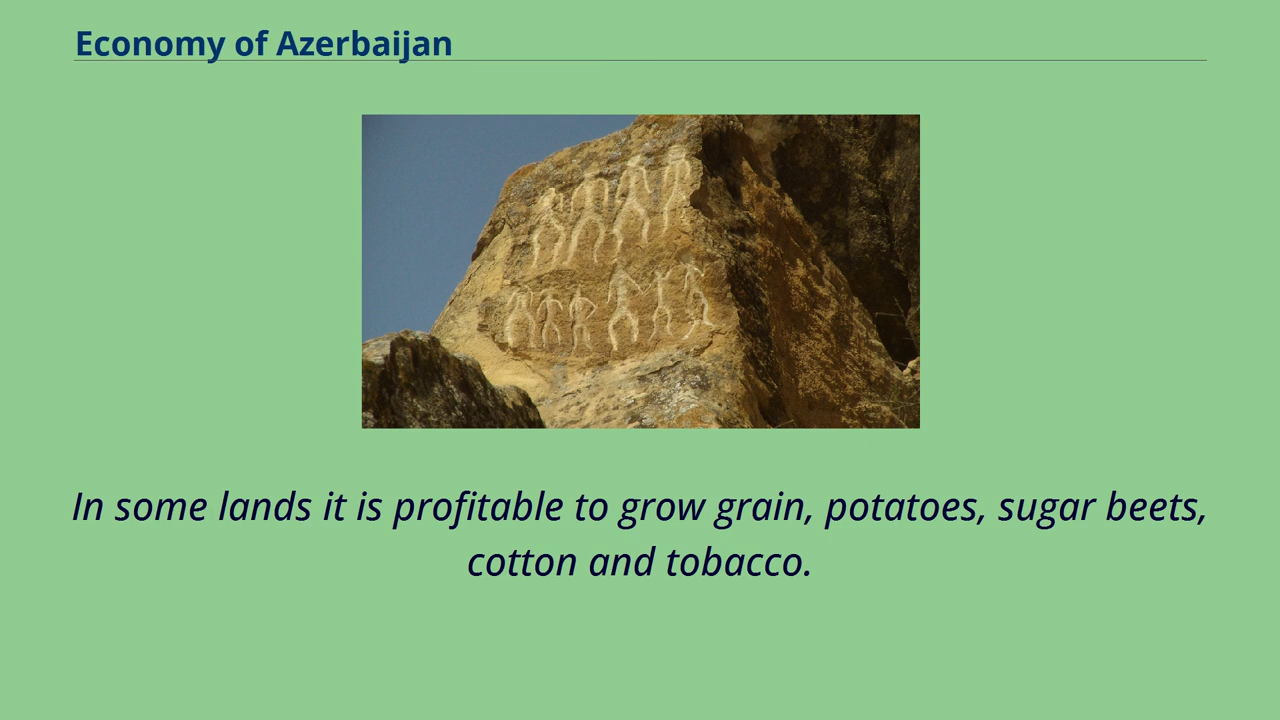 Economy of Azerbaijan
In some lands it is profitable to grow grain, potatoes, sugar beets,
cotton and tobacco.